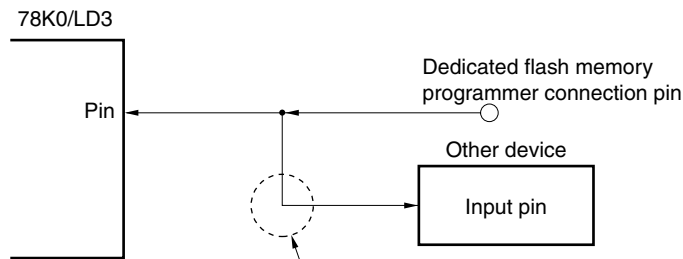 78K0/LD3
Dedicated flash memory
programmer connection pin
Pin
Other device
Input pin